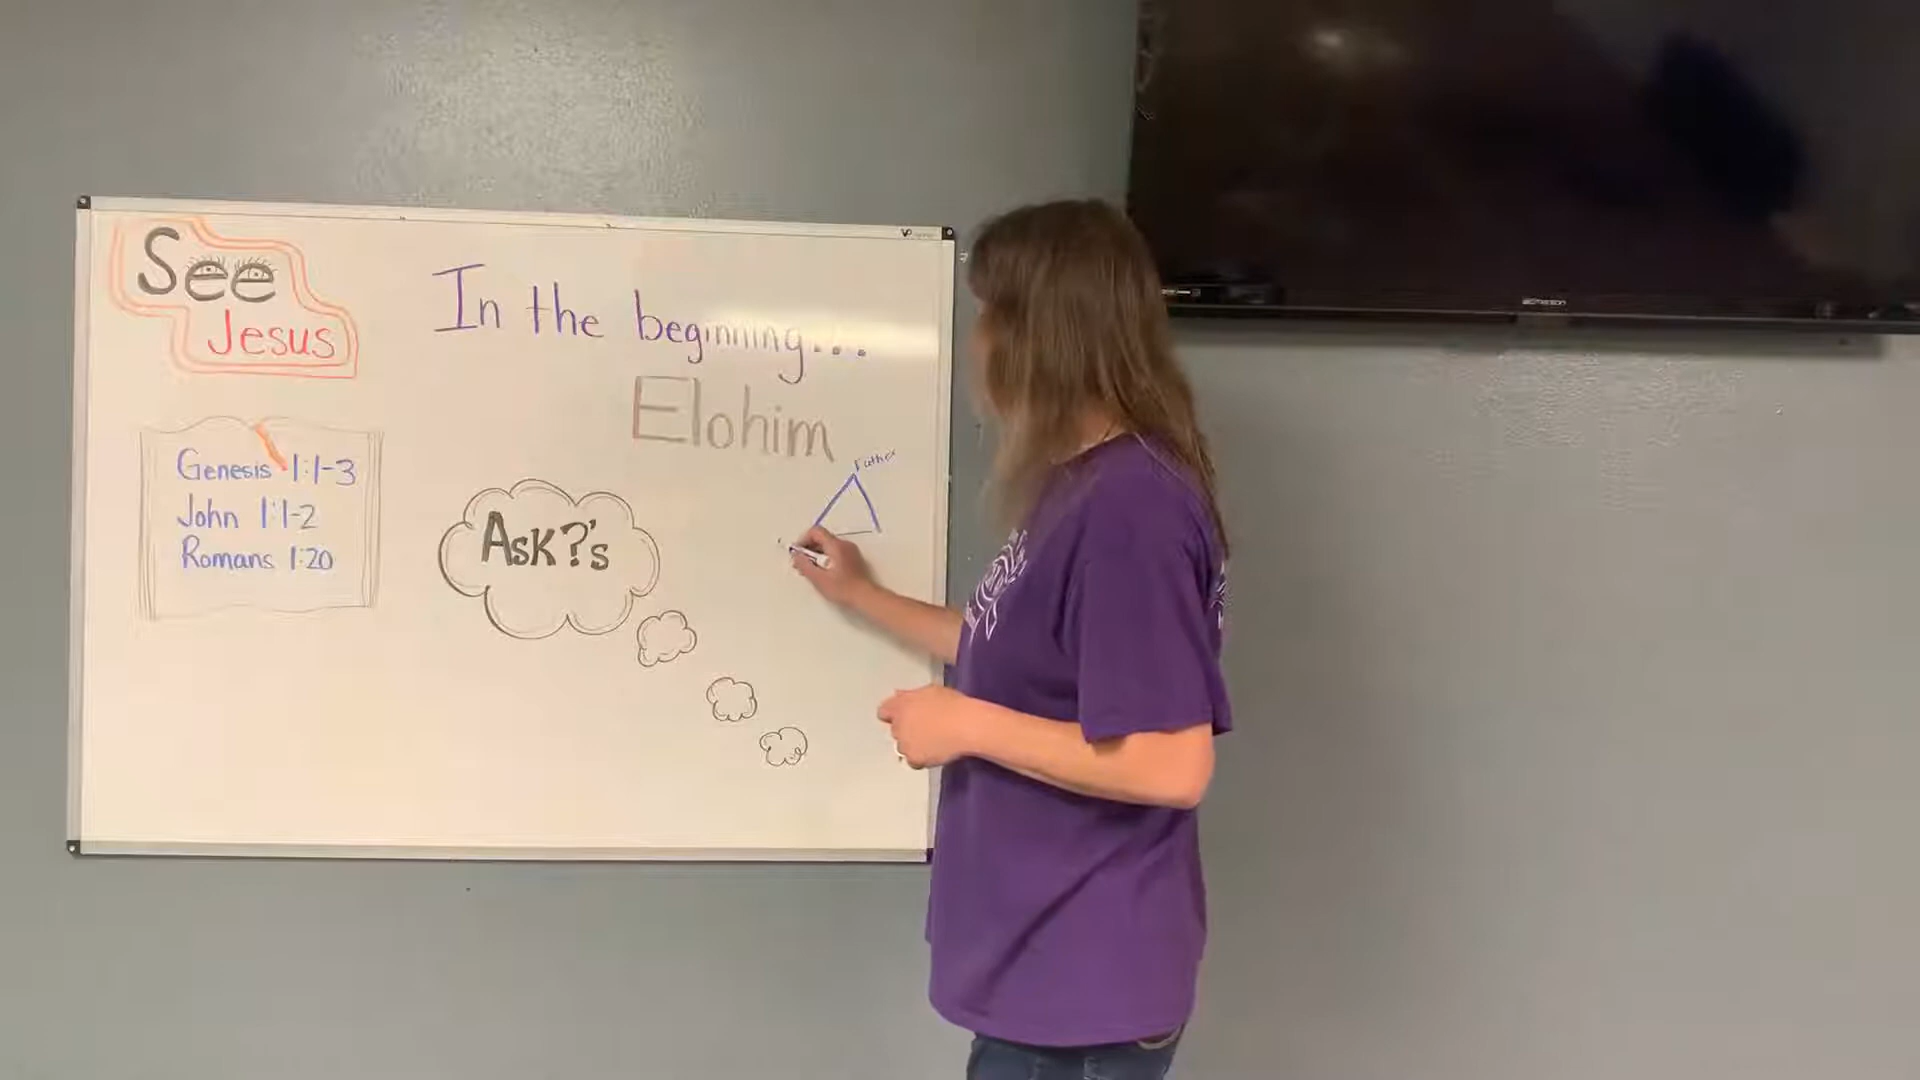 See
Jesus
In the beginning...
Elohim
Father
Genesis 1:1-3
John 1:1-2
Romans 1:20
Ask?'s
emerson